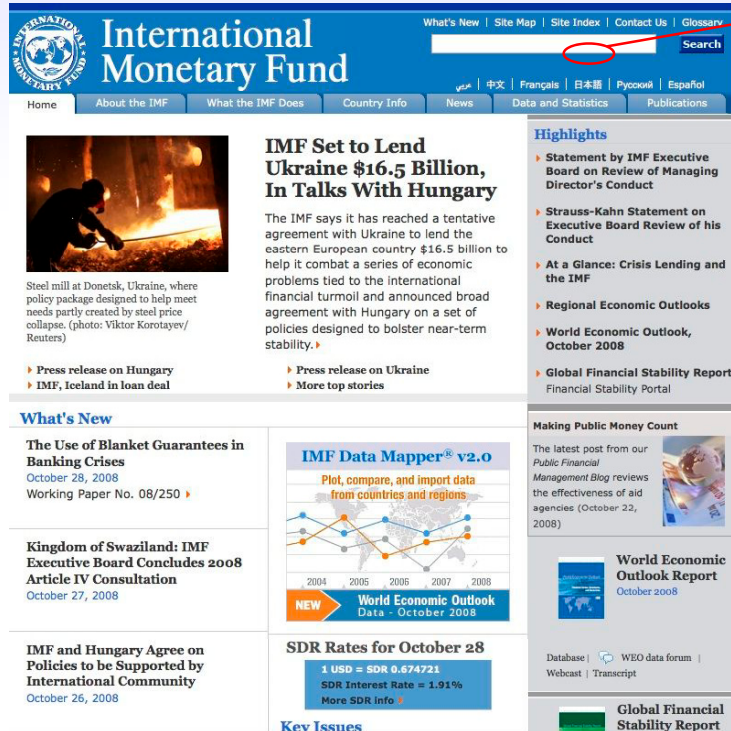 What's New | Site Map | Site Index | Contact Us | Glossary
INTERNATIONAL MONETARY FUND
International
Monetary Fund
Search
عربي | 中文 | Français | 日本語 | Русский | Español
Home About the IMF What the IMF Does Country Info News Data and Statistics Publications
Steel mill at Donetsk, Ukraine, where
policy package designed to help meet
needs partly created by steel price
collapse. (photo: Viktor Korotayev/
Reuters)
Press release on Hungary
IMF, Iceland in loan deal
IMF Set to Lend
Ukraine $16.5 Billion,
In Talks With Hungary
The IMF says it has reached a tentative
agreement with Ukraine to lend the
eastern European country $16.5 billion to
help it combat a series of economic
problems tied to the international
financial turmoil and announced broad
agreement with Hungary on a set of
policies designed to bolster near-term
stability.
Press release on Ukraine
More top stories
Highlights
Statement by IMF Executive
Board on Review of Managing
Director's Conduct
Strauss-Kahn Statement on
Executive Board Review of his
Conduct
At a Glance: Crisis Lending and
the IMF
Regional Economic Outlooks
World Economic Outlook,
October 2008
Global Financial Stability Report
Financial Stability Portal
What's New
The Use of Blanket Guarantees in
Banking Crises
October 28, 2008
Working Paper No. 08/250
Kingdom of Swaziland: IMF
Executive Board Concludes 2008
Article IV Consultation
October 27, 2008
IMF and Hungary Agree on
Policies to be Supported by
International Community
October 26, 2008
IMF Data Mapper® v2.0
Plot, compare, and import data
from countries and regions
2004 2005 2006 2007 2008
NEW
World Economic Outlook
Data - October 2008
SDR Rates for October 28
1 USD = SDR 0.674721
SDR Interest Rate = 1.91%
More SDR info
Key Issues
Making Public Money Count
The latest post from our
Public Financial
Management Blog reviews
the effectiveness of aid
agencies (October 22,
2008)
World Economic
Outlook Report
October 2008
Database | WEO data forum |
Webcast | Transcript
Global Financial
Stability Report